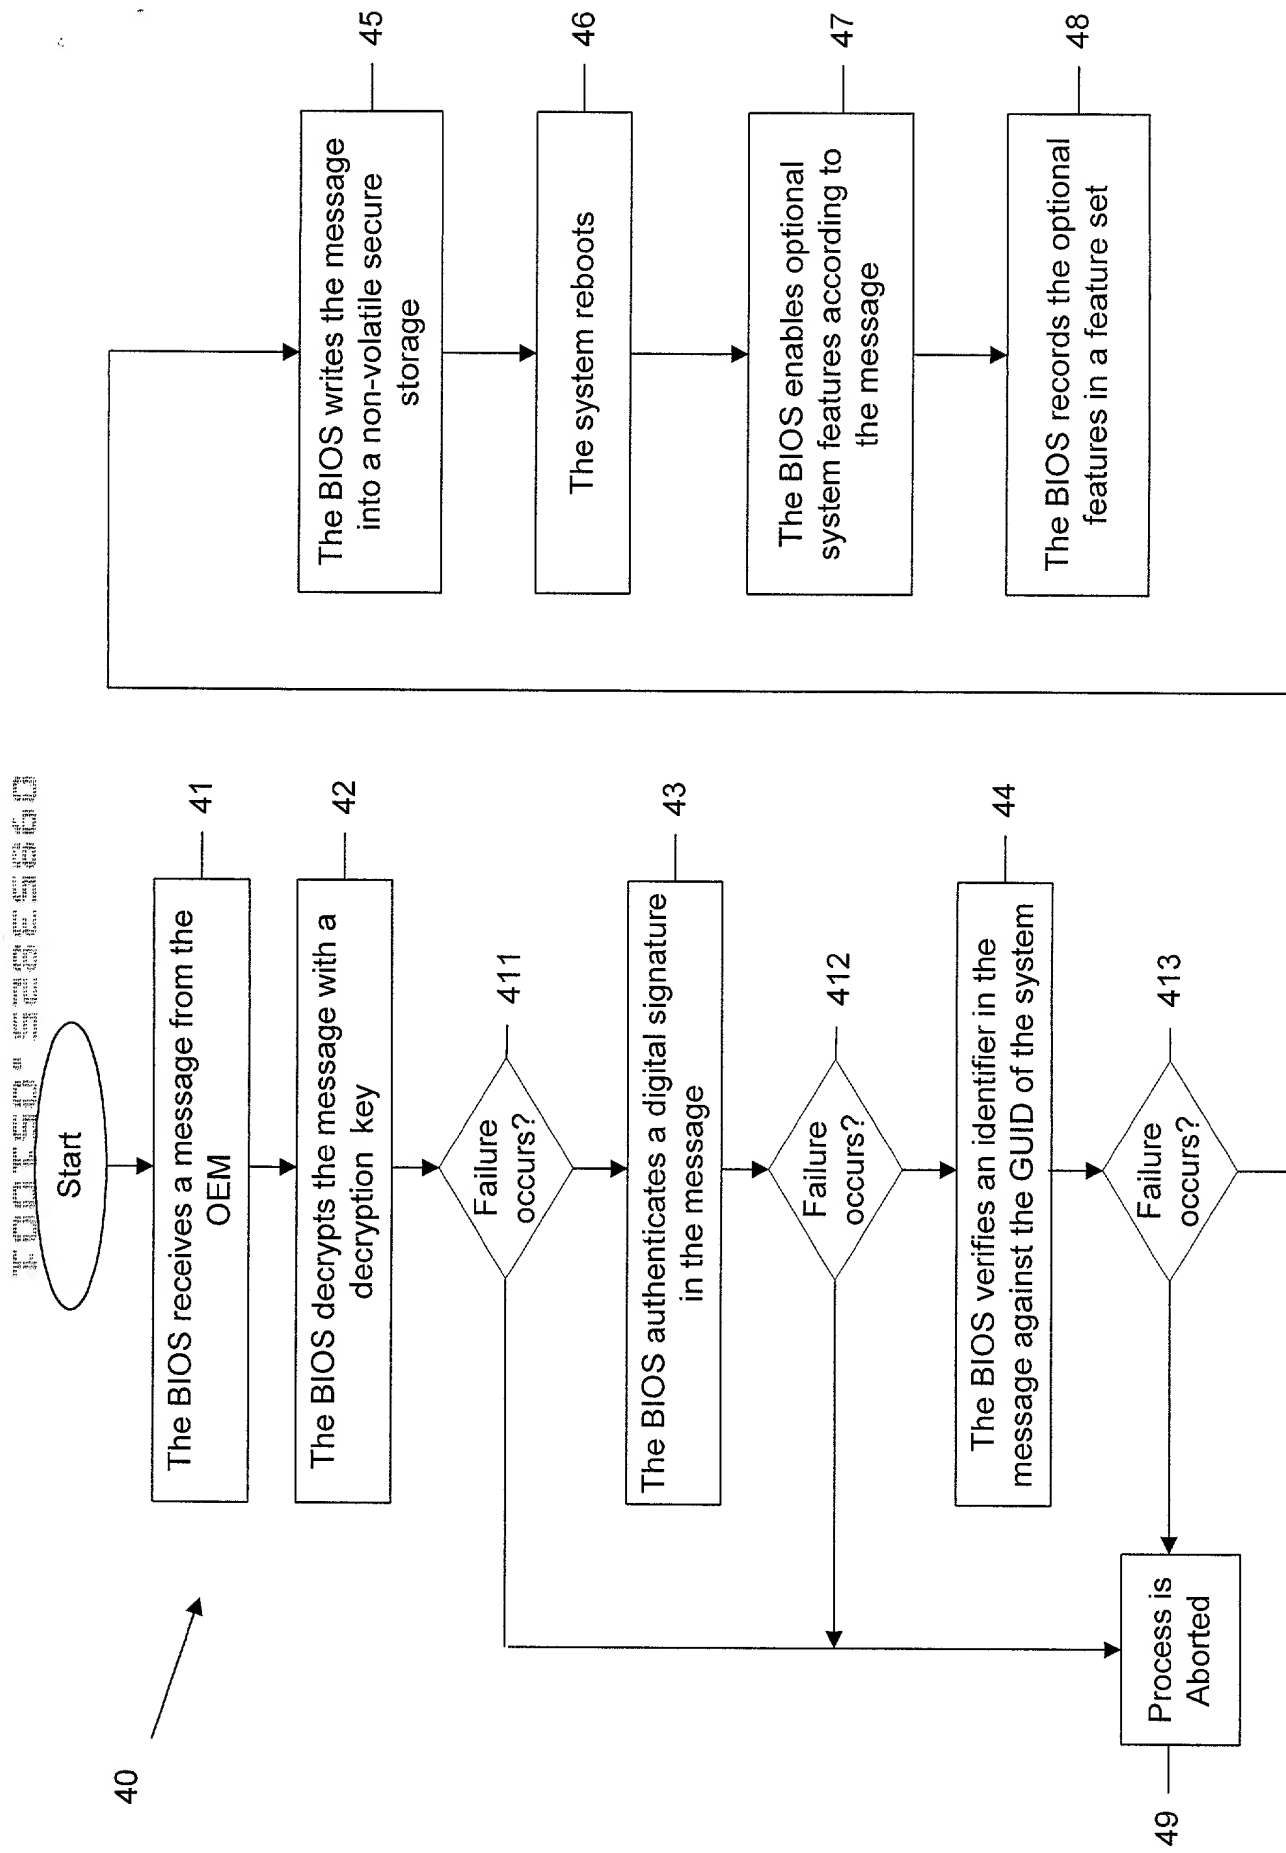 40
Start
The BIOS receives a message from the
OEM
41
The BIOS decrypts the message with a
decryption key
42
Failure
occurs?
411
The BIOS authenticates a digital signature
in the message
43
Failure
occurs?
412
The BIOS verifies an identifier in the
message against the GUID of the system
44
Failure
occurs?
413
Process is
Aborted
49
The BIOS writes the message
into a non-volatile secure
storage
45
The system reboots
46
The BIOS enables optional
system features according to
the message
47
The BIOS records the optional
features in a feature set
48